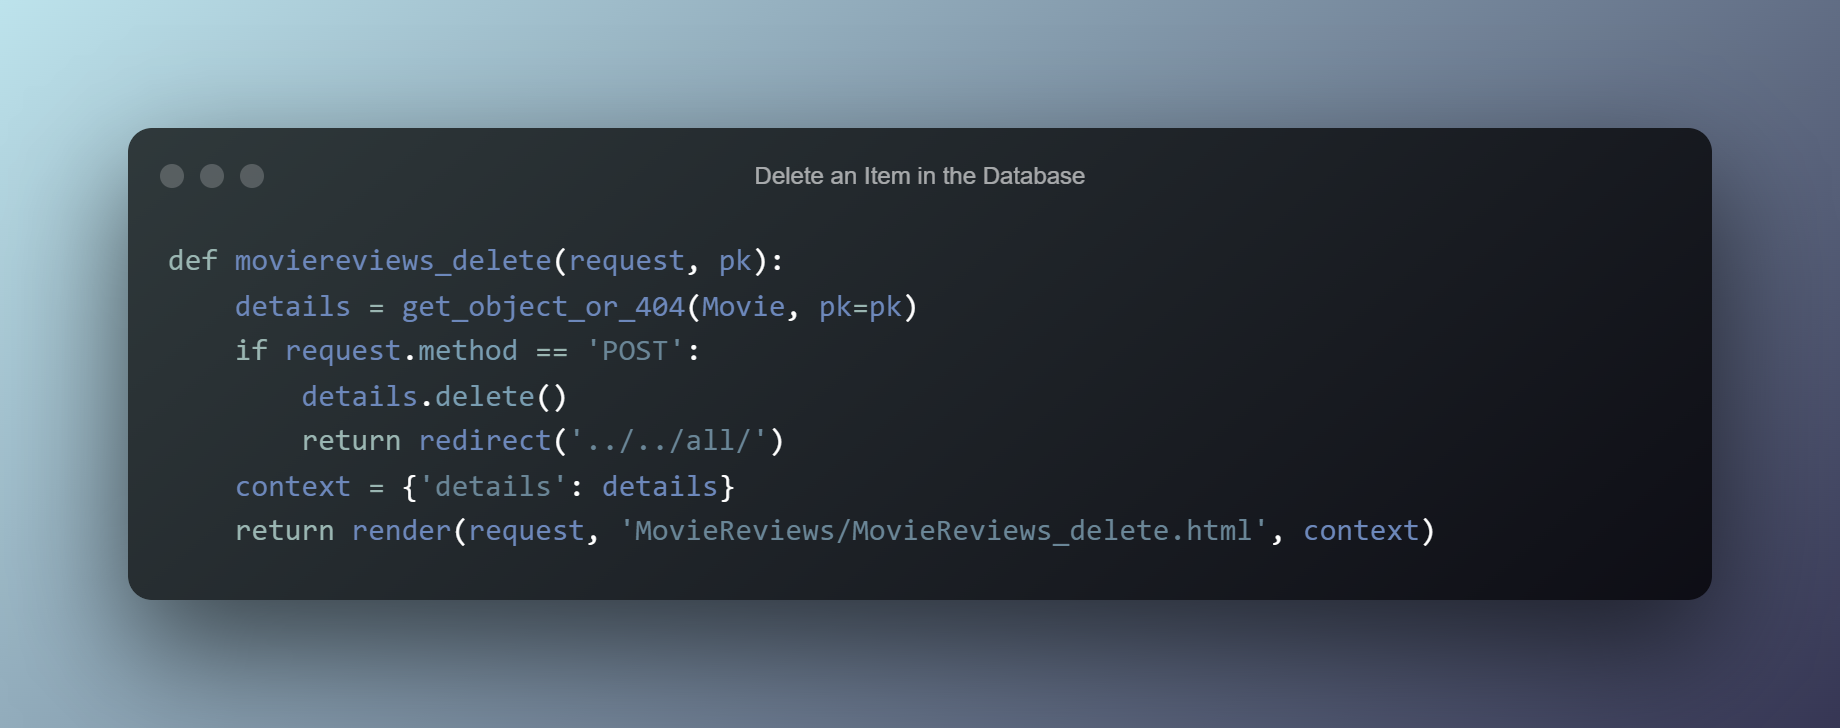 Delete an Item in the Database
def moviereviews_delete(request, pk):
    details = get_object_or_404(Movie, pk=pk)
    if request.method == 'POST':
        details.delete()
        return redirect('../../all/')
    context = {'details': details}
    return render(request, 'MovieReviews/MovieReviews_delete.html', context)